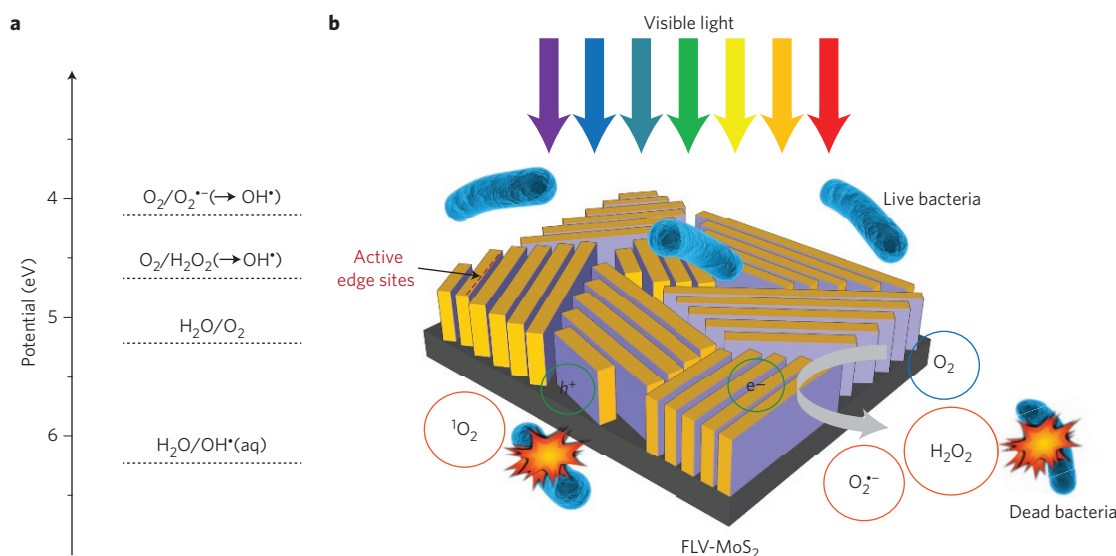 a
Potential (eV)
4
5
6
O₂/O₂•⁻(→ OH•)
O₂/H₂O₂(→OH•)
H₂O/O₂
H₂O/OH•(aq)
b
Visible light
Live bacteria
Active
edge sites
h⁺
e–
O₂
¹O₂
H₂O₂
O₂•⁻
Dead bacteria
FLV-MoS₂